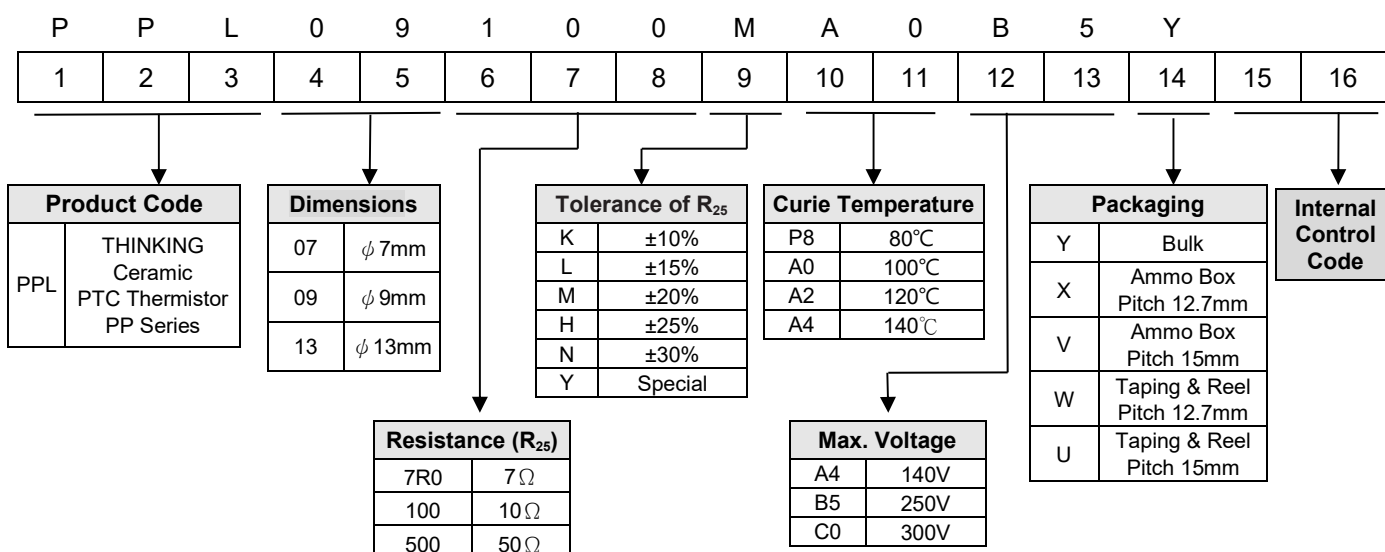 P P L 0 9 1 0 0 M A 0 B 5 Y
1 2 3 4 5 6 7 8 9 10 11 12 13 14 15 16
Product Code
PPL THINKING
Ceramic
PTC Thermistor
PP Series
Dimensions
07 ϕ 7mm
09 ϕ 9mm
13 ϕ 13mm
Tolerance of R25
K ±10%
L ±15%
M ±20%
H ±25%
N ±30%
Y Special
Curie Temperature
P8 80℃
A0 100℃
A2 120℃
A4 140℃
Packaging
Y Bulk
X Ammo Box
Pitch 12.7mm
V Ammo Box
Pitch 15mm
W Taping & Reel
Pitch 12.7mm
U Taping & Reel
Pitch 15mm
Internal
Control
Code
Resistance (R25)
7R0 7Ω
100 10Ω
500 50Ω
Max. Voltage
A4 140V
B5 250V
C0 300V